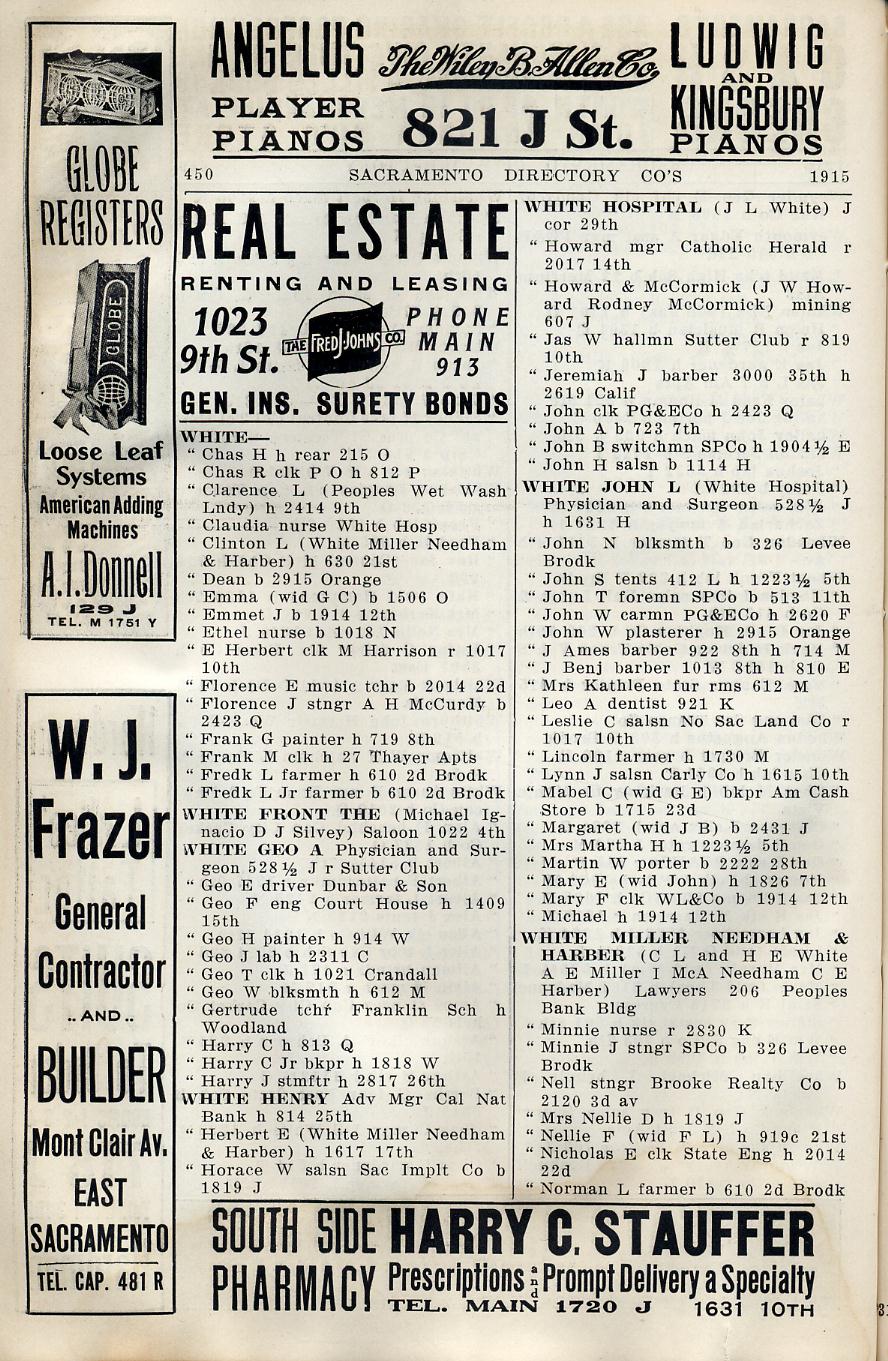 ANGELUS
PLAYER
PIANOS
The Wiley B. Allen Co.
821 J St.
LUDWIG
AND
KINGSBURY
PIANOS
450 SACRAMENTO DIRECTORY CO'S 1915
GLOBE
REGISTERS
GLOBE
Loose Leaf
Systems
American Adding
Machines
A.I.Donnell
129 J
TEL. M 1751 Y
W. J.
Frazer
General
Contractor
.. AND ..
BUILDER
Mont Clair Av.
EAST
SACRAMENTO
TEL. CAP. 481 R
REAL ESTATE
RENTING AND LEASING
1023
9th St.
THE FRED J. JOHNS CO.
PHONE
MAIN
913
GEN. INS. SURETY BONDS
WHITE—
“ Chas H h rear 215 O
“ Chas R clk P O h 812 P
“ Clarence L (Peoples Wet Wash
Lndy) h 2414 9th
“ Claudia nurse White Hosp
“ Clinton L (White Miller Needham
& Harber) h 630 21st
“ Dean b 2915 Orange
“ Emma (wid G C) b 1506 O
“ Emmet J b 1914 12th
“ Ethel nurse b 1018 N
“ E Herbert clk M Harrison r 1017
10th
“ Florence E music tchr b 2014 22d
“ Florence J stngr A H McCurdy b
2423 Q
“ Frank G painter h 719 8th
“ Frank M clk h 27 Thayer Apts
“ Fredk L farmer h 610 2d Brodk
“ Fredk L Jr farmer b 610 2d Brodk
WHITE FRONT THE (Michael Ig-
nacio D J Silvey) Saloon 1022 4th
WHITE GEO A Physician and Sur-
geon 528½ J r Sutter Club
“ Geo E driver Dunbar & Son
“ Geo F eng Court House h 1409
15th
“ Geo H painter h 914 W
“ Geo J lab h 2311 C
“ Geo T clk h 1021 Crandall
“ Geo W blksmth h 612 M
“ Gertrude tchr Franklin Sch h
Woodland
“ Harry C h 813 Q
“ Harry C Jr bkpr h 1818 W
“ Harry J stmftr h 2817 26th
WHITE HENRY Adv Mgr Cal Nat
Bank h 814 25th
“ Herbert E (White Miller Needham
& Harber) h 1617 17th
“ Horace W salsn Sac Implt Co b
1819 J
WHITE HOSPITAL (J L White) J
cor 29th
“ Howard mgr Catholic Herald r
2017 14th
“ Howard & McCormick (J W How-
ard Rodney McCormick) mining
607 J
“ Jas W hallmn Sutter Club r 819
10th
“ Jeremiah J barber 3000 35th h
2619 Calif
“ John clk PG&ECo h 2423 Q
“ John A b 723 7th
“ John B switchmn SPCo h 1904½ E
“ John H salsn b 1114 H
WHITE JOHN L (White Hospital)
Physician and Surgeon 528½ J
h 1631 H
“ John N blksmth b 326 Levee
Brodk
“ John S tents 412 L h 1223½ 5th
“ John T foremn SPCo b 513 11th
“ John W carmn PG&ECo h 2620 F
“ John W plasterer h 2915 Orange
“ J Ames barber 922 8th h 714 M
“ J Benj barber 1013 8th h 810 E
“ Mrs Kathleen fur rms 612 M
“ Leo A dentist 921 K
“ Leslie C salsn No Sac Land Co r
1017 10th
“ Lincoln farmer h 1730 M
“ Lynn J salsn Carly Co h 1615 10th
“ Mabel C (wid G E) bkpr Am Cash
Store b 1715 23d
“ Margaret (wid J B) b 2431 J
“ Mrs Martha H h 1223½ 5th
“ Martin W porter b 2222 28th
“ Mary E (wid John) h 1826 7th
“ Mary F clk WL&Co b 1914 12th
“ Michael h 1914 12th
WHITE MILLER NEEDHAM &
HARBER (C L and H E White
A E Miller I McA Needham C E
Harber) Lawyers 206 Peoples
Bank Bldg
“ Minnie nurse r 2830 K
“ Minnie J stngr SPCo b 326 Levee
Brodk
“ Nell stngr Brooke Realty Co b
2120 3d av
“ Mrs Nellie D h 1819 J
“ Nellie F (wid F L) h 919c 21st
“ Nicholas E clk State Eng h 2014
22d
“ Norman L farmer b 610 2d Brodk
SOUTH SIDE
PHARMACY
HARRY C. STAUFFER
Prescriptions and Prompt Delivery a Specialty
TEL. MAIN 1720 J 1631 10TH